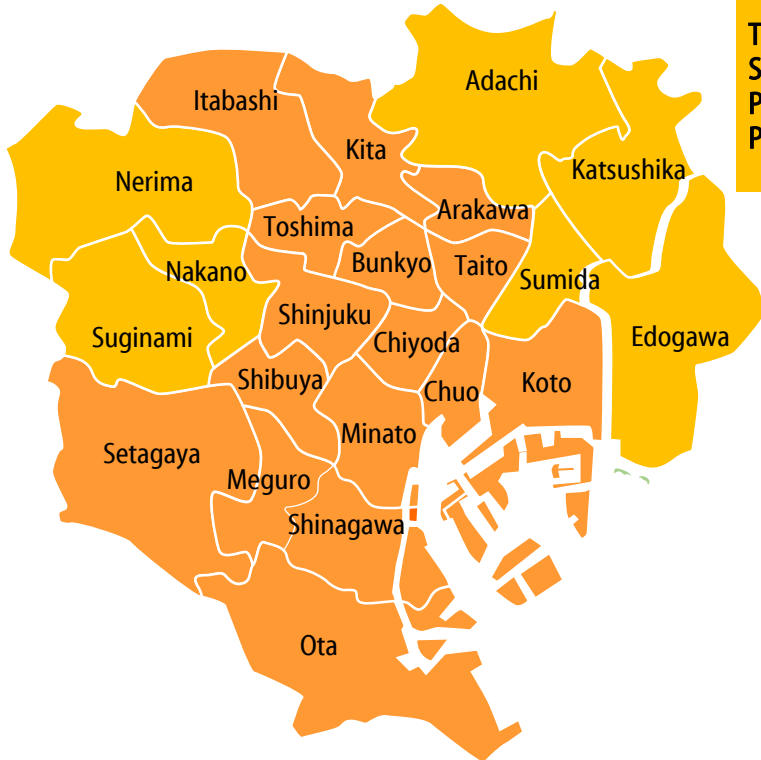 Adachi
T
S
P
P
Itabashi
Kita
Katsushika
Nerima
Arakawa
Toshima
Bunkyo
Taito
Nakano
Sumida
Shinjuku
Suginami
Chiyoda
Edogawa
Shibuya
Chuo
Koto
Minato
Setagaya
Meguro
Shinagawa
Ota